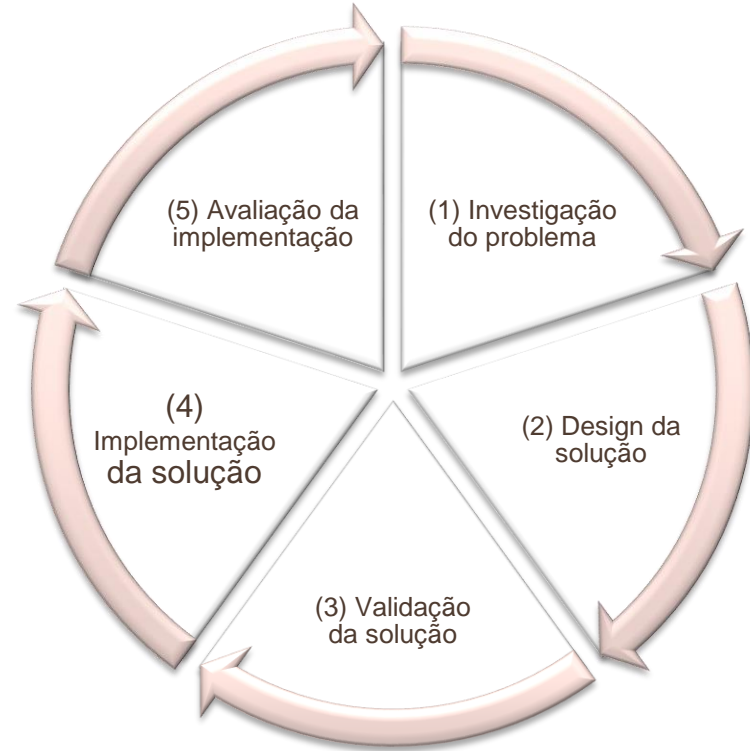 (1) Investigação
do problema
(2) Design da
solução
(3) Validação
da solução
(4)
Implementação
da solução
(5) Avaliação da
implementação